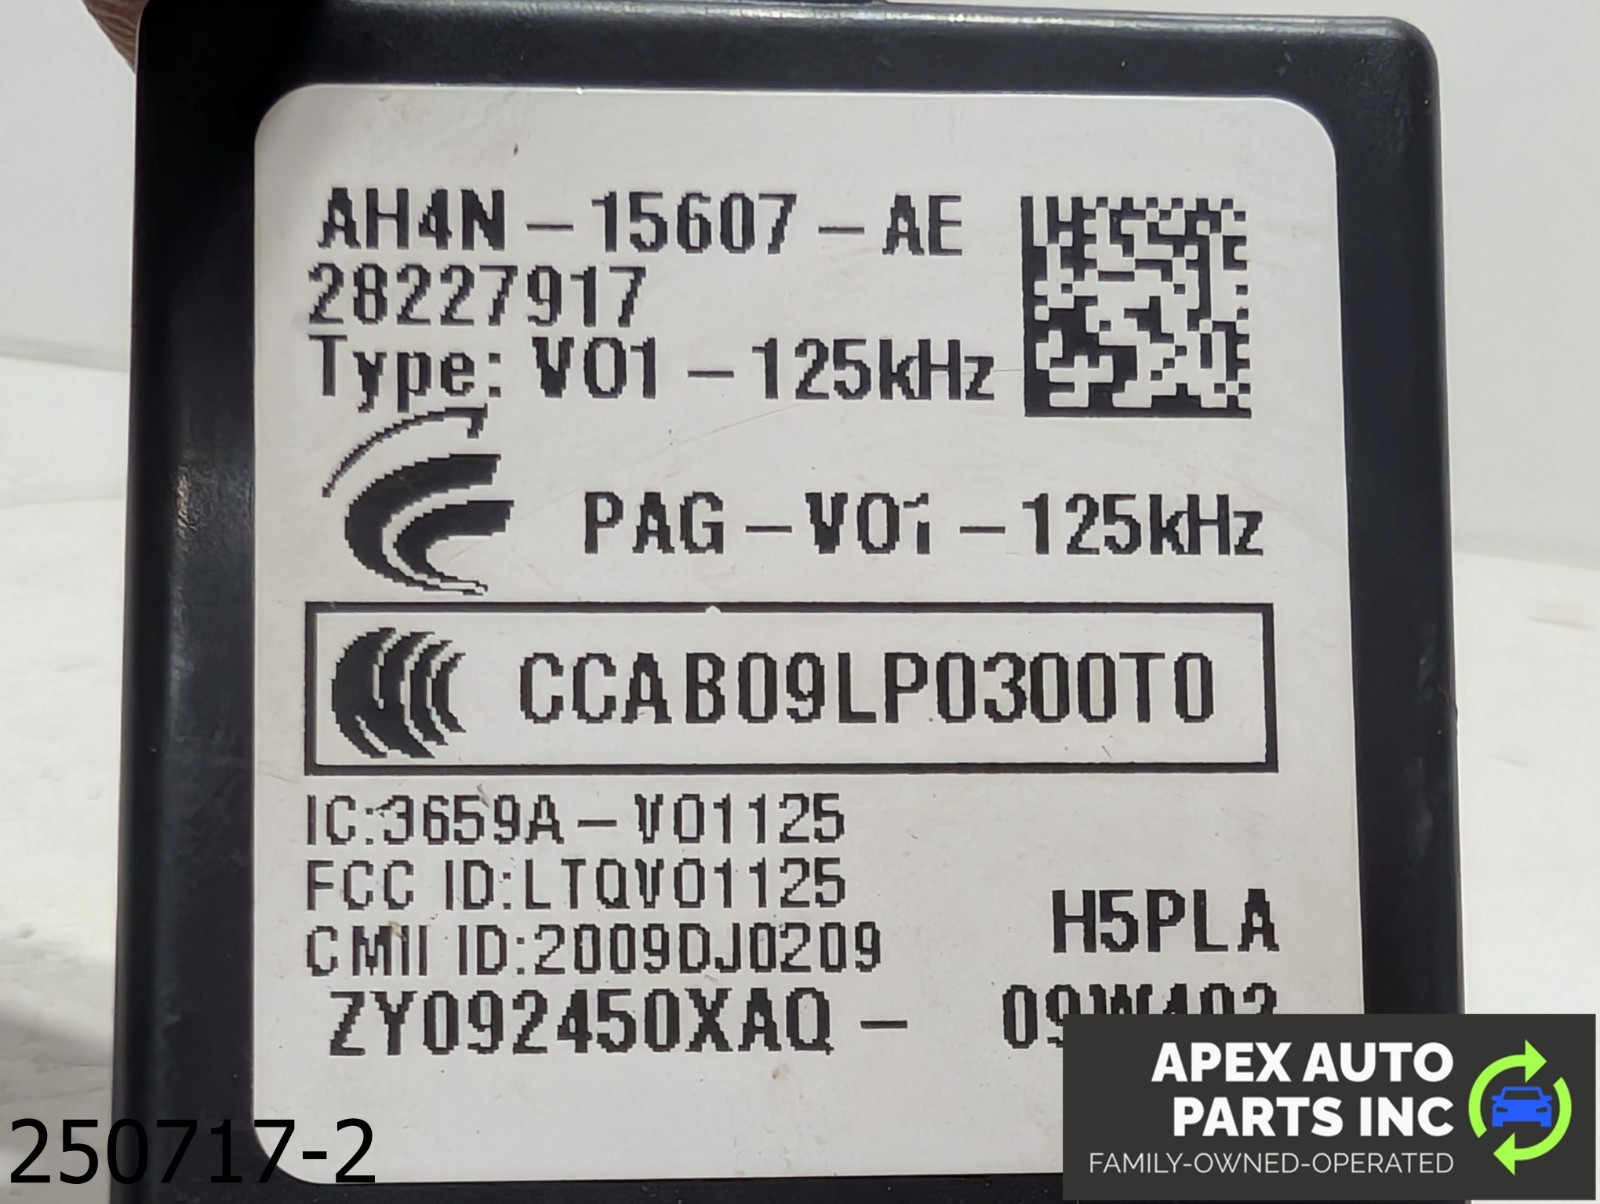 AH4N-15607-AE
28227917
Type: V01-125kHz
PAG-V01-125kHz
CCAB09LP0300T0
IC:3659A-V01125
FCC ID:LTQV01125
CMII ID:2009DJ0209
H5PLA
ZY092450XAQ-
APEX AUTO
PARTS INC
FAMILY-OWNED-OPERATED
250717-2